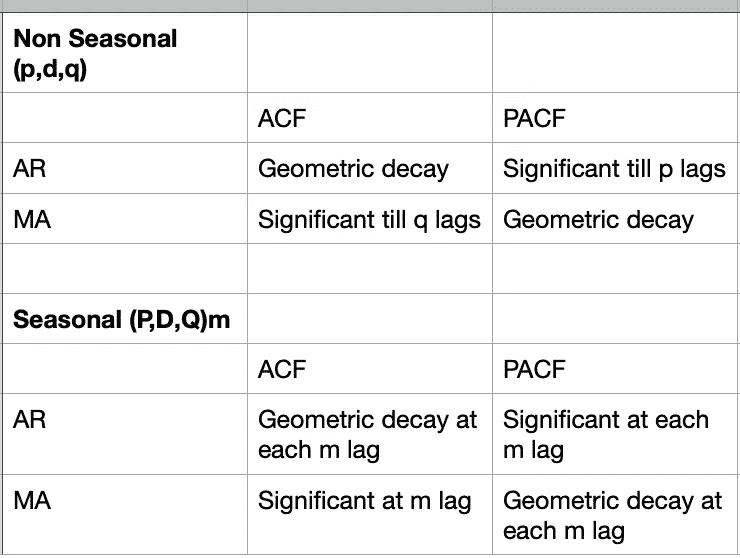 Non Seasonal
(p,d,q)
ACF PACF
AR Geometric decay Significant till p lags
MA Significant till q lags Geometric decay
Seasonal (P,D,Q)m
ACF PACF
AR Geometric decay at Significant at each
each m lag m lag
MA Significant at m lag Geometric decay at
each m lag